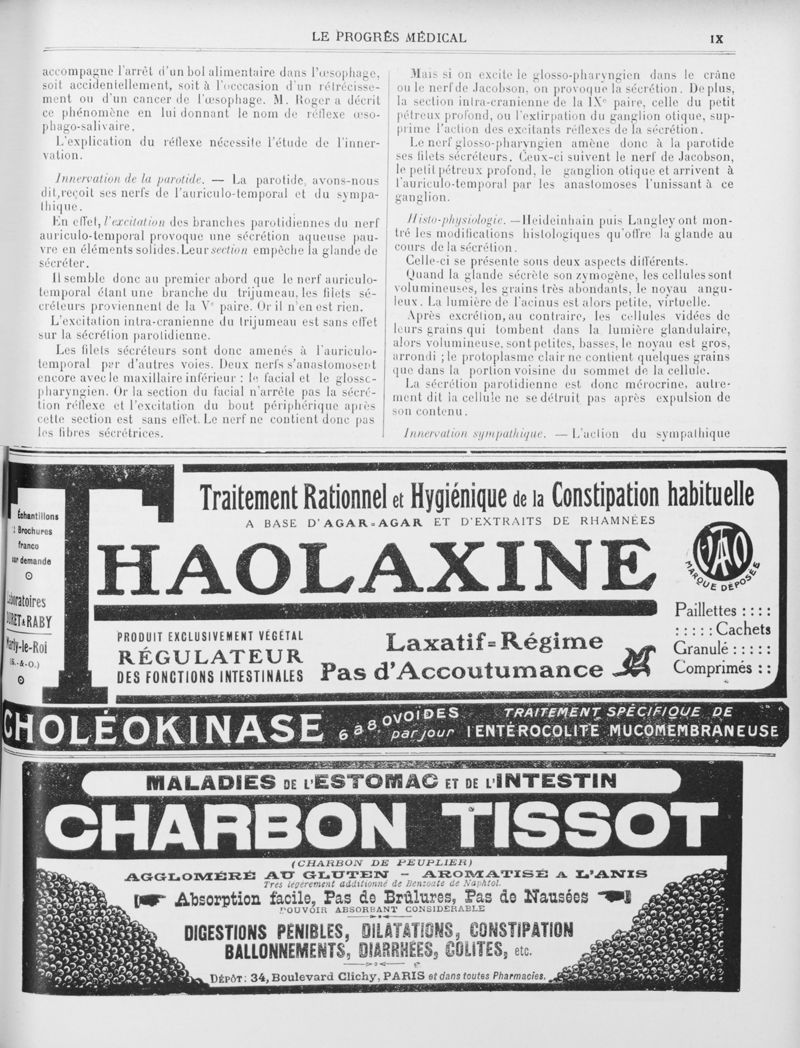 LE PROGRÈS MÉDICAL
IX
accompagne l'arrêt d'un bol alimentaire dans l'œsophage,
soit accidentellement, soit à l'occcasion d'un rétrécisse-
ment ou d'un cancer de l'œsophage. M. Roger a décrit
ce phénomène en lui donnant le nom de réflexe œso-
phago-salivaire.
L'explication du réflexe nécessite l'étude de l'inner-
vation.
Innervation de la parotide. — La parotide, avons-nous
dit, reçoit ses nerfs de l'auriculo-temporal et du sympa-
thique.
En effet, l'excitation des branches parotidiennes du nerf
auriculo-temporal provoque une sécrétion aqueuse pau-
vre en éléments solides. Leur section empêche la glande de
sécréter.
Il semble donc au premier abord que le nerf auriculo-
temporal étant une branche du trijumeau, les filets sé-
créteurs proviennent de la Ve paire. Or il n'en est rien.
L'excitation intra-cranienne du trijumeau est sans effet
sur la sécrétion parotidienne.
Les filets sécréteurs sont donc amenés à l'auriculo-
temporal par d'autres voies. Deux nerfs s'anastomosent
encore avec le maxillaire inférieur : le facial et le glosso-
pharyngien. Or la section du facial n'arrête pas la sécré-
tion réflexe et l'excitation du bout périphérique après
cette section est sans effet. Le nerf ne contient donc pas
les fibres sécrétrices.
Mais si on excite le glosso-pharyngien dans le crâne
ou le nerf de Jacobson, on provoque la sécrétion. De plus,
la section intra-cranienne de la IXe paire, celle du petit
pétreux profond, ou l'extirpation du ganglion otique, sup-
prime l'action des excitants réflexes de la sécrétion.
Le nerf glosso-pharyngien amène donc à la parotide
ses filets sécréteurs. Ceux-ci suivent le nerf de Jacobson,
le petit pétreux profond, le ganglion otique et arrivent à
l'auriculo-temporal par les anastomoses l'unissant à ce
ganglion.
Histo-physiologie. — Heideinhain puis Langley ont mon-
tré les modifications histologiques qu'offre la glande au
cours de la sécrétion.
Celle-ci se présente sous deux aspects différents.
Quand la glande sécrète son zymogène, les cellules sont
volumineuses, les grains très abondants, le noyau angu-
leux. La lumière de l'acinus est alors petite, virtuelle.
Après excrétion, au contraire, les cellules vidées de
leurs grains qui tombent dans la lumière glandulaire,
alors volumineuse, sont petites, basses, le noyau est gros,
arrondi ; le protoplasme clair ne contient quelques grains
que dans la portion voisine du sommet de la cellule.
La sécrétion parotidienne est donc mérocrine, autre-
ment dit la cellule ne se détruit pas après expulsion de
son contenu.
Innervation sympathique. — L'action du sympathique
Échantillons
& Brochures
franco
sur demande
Laboratoires
DURET & RABY
Marly-le-Roi
(S.-&-O.)
Traitement Rationnel et Hygiénique de la Constipation habituelle
A BASE D'AGAR=AGAR ET D'EXTRAITS DE RHAMNÉES
THAOLAXINE
MARQUE DÉPOSÉE
PRODUIT EXCLUSIVEMENT VÉGÉTAL
RÉGULATEUR
DES FONCTIONS INTESTINALES
Laxatif=Régime
Pas d'Accoutumance
Paillettes : : : :
: : : : : Cachets
Granulé : : : : :
Comprimés : :
CHOLÉOKINASE
6 à 8 OVOÏDES
par jour
TRAITEMENT SPÉCIFIQUE DE
l'ENTÉROCOLITE MUCOMEMBRANEUSE
MALADIES DE L'ESTOMAC ET DE L'INTESTIN
CHARBON TISSOT
(CHARBON DE PEUPLIER)
AGGLOMÉRÉ AU GLUTEN - AROMATISÉ A L'ANIS
Très légèrement additionné de Benzoate de Naphtol.
Absorption facile, Pas de Brûlures, Pas de Nausées
POUVOIR ABSORBANT CONSIDÉRABLE
DIGESTIONS PÉNIBLES, DILATATIONS, CONSTIPATION
BALLONNEMENTS, DIARRHÉES, COLITES, etc.
DÉPÔT: 34, Boulevard Clichy, PARIS et dans toutes Pharmacies.